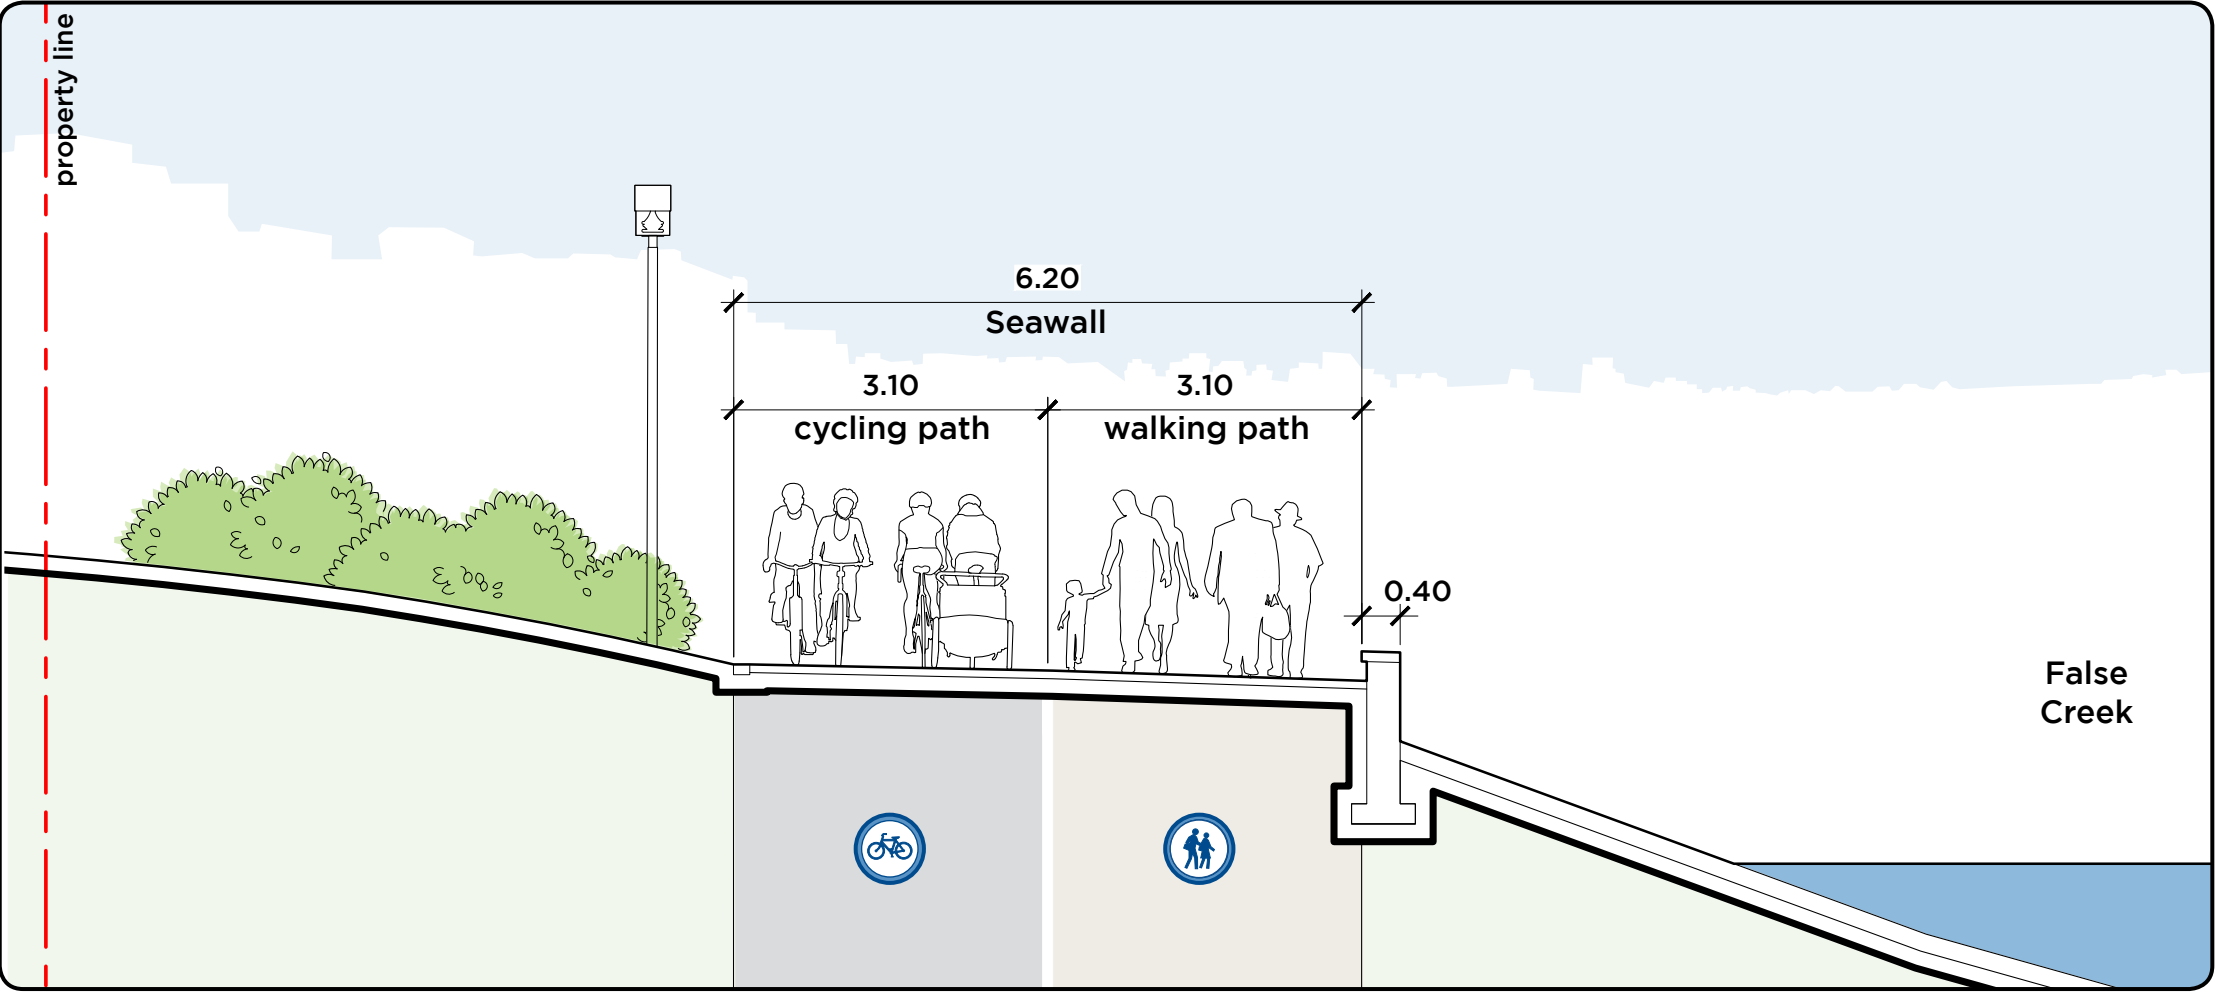 property line
6.20
Seawall
3.10
cycling path
3.10
walking path
0.40
False
Creek